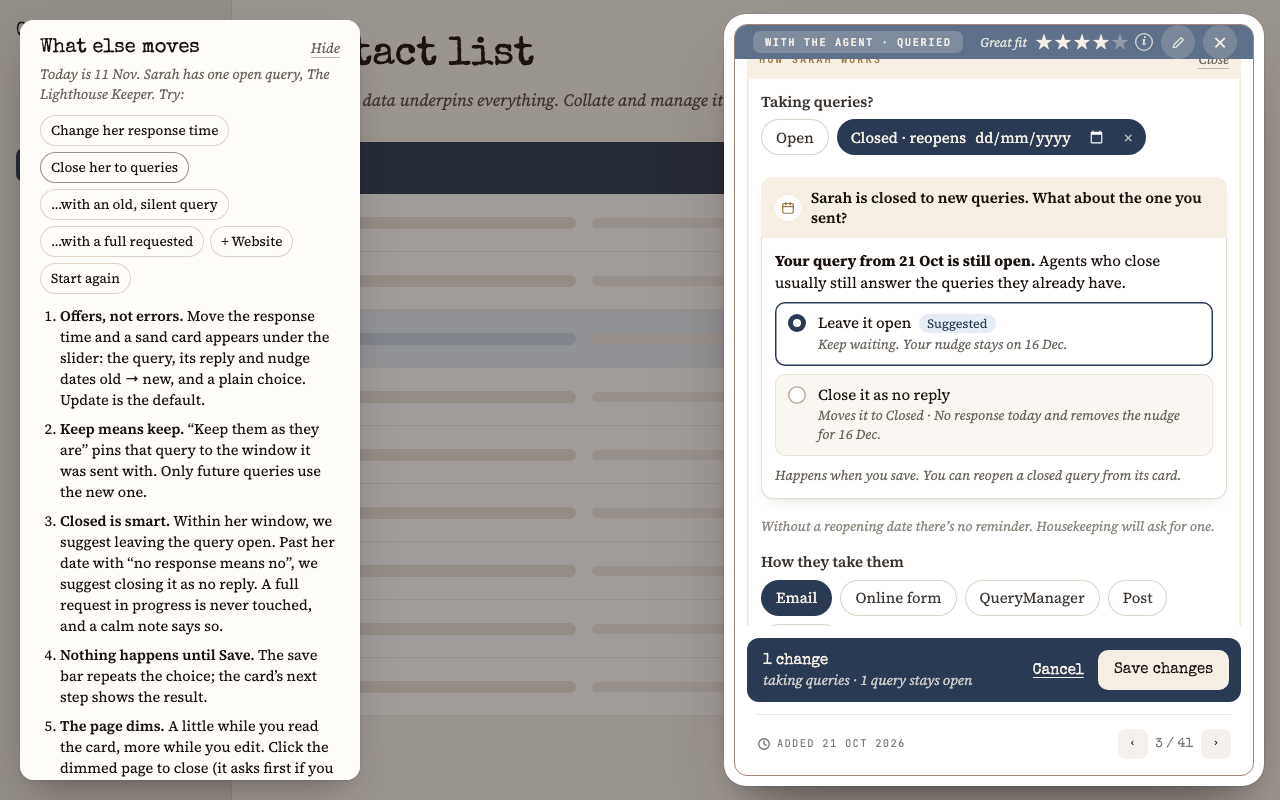 What else moves
Hide
Today is 11 Nov. Sarah has one open query, The
Lighthouse Keeper. Try:
Change her response time
Close her to queries
…with an old, silent query
…with a full requested
+ Website
Start again
1. Offers, not errors. Move the response
time and a sand card appears under the
slider: the query, its reply and nudge
dates old → new, and a plain choice.
Update is the default.
2. Keep means keep. “Keep them as they
are” pins that query to the window it
was sent with. Only future queries use
the new one.
3. Closed is smart. Within her window, we
suggest leaving the query open. Past her
date with “no response means no”, we
suggest closing it as no reply. A full
request in progress is never touched,
and a calm note says so.
4. Nothing happens until Save. The save
bar repeats the choice; the card’s next
step shows the result.
5. The page dims. A little while you read
the card, more while you edit. Click the
dimmed page to close (it asks first if you
tact list
data underpins everything. Collate and manage it
WITH THE AGENT · QUERIED
Great fit
HOW SARAH WORKS
Close
Taking queries?
Open
Closed · reopens dd/mm/yyyy ×
Sarah is closed to new queries. What about the one you
sent?
Your query from 21 Oct is still open. Agents who close
usually still answer the queries they already have.
Leave it open Suggested
Keep waiting. Your nudge stays on 16 Dec.
Close it as no reply
Moves it to Closed · No response today and removes the nudge
for 16 Dec.
Happens when you save. You can reopen a closed query from its card.
Without a reopening date there’s no reminder. Housekeeping will ask for one.
How they take them
Email
Online form
QueryManager
Post
1 change
taking queries · 1 query stays open
Cancel
Save changes
ADDED 21 OCT 2026
‹ 3 / 41 ›